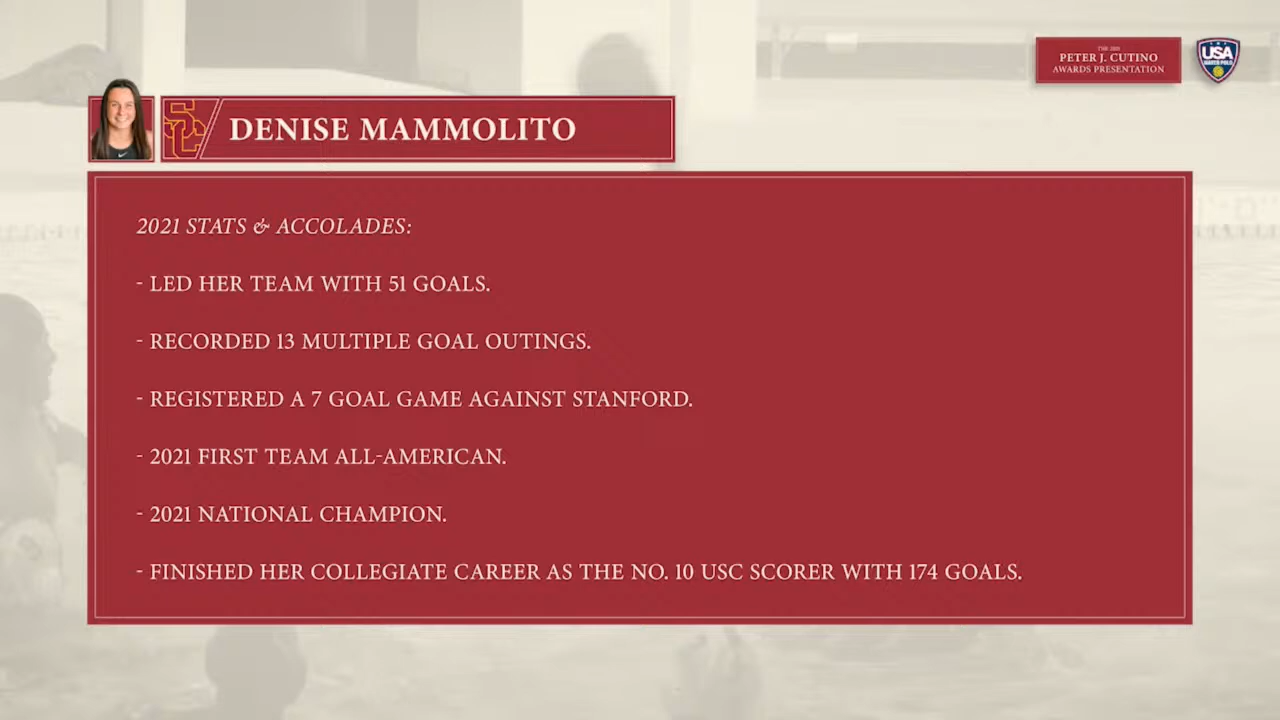 THE 2021
PETER J. CUTINO
AWARDS PRESENTATION
USA
WATER POLO
SC
DENISE MAMMOLITO
2021 STATS & ACCOLADES:
- LED HER TEAM WITH 51 GOALS.
- RECORDED 13 MULTIPLE GOAL OUTINGS.
- REGISTERED A 7 GOAL GAME AGAINST STANFORD.
- 2021 FIRST TEAM ALL-AMERICAN.
- 2021 NATIONAL CHAMPION.
- FINISHED HER COLLEGIATE CAREER AS THE NO. 10 USC SCORER WITH 174 GOALS.